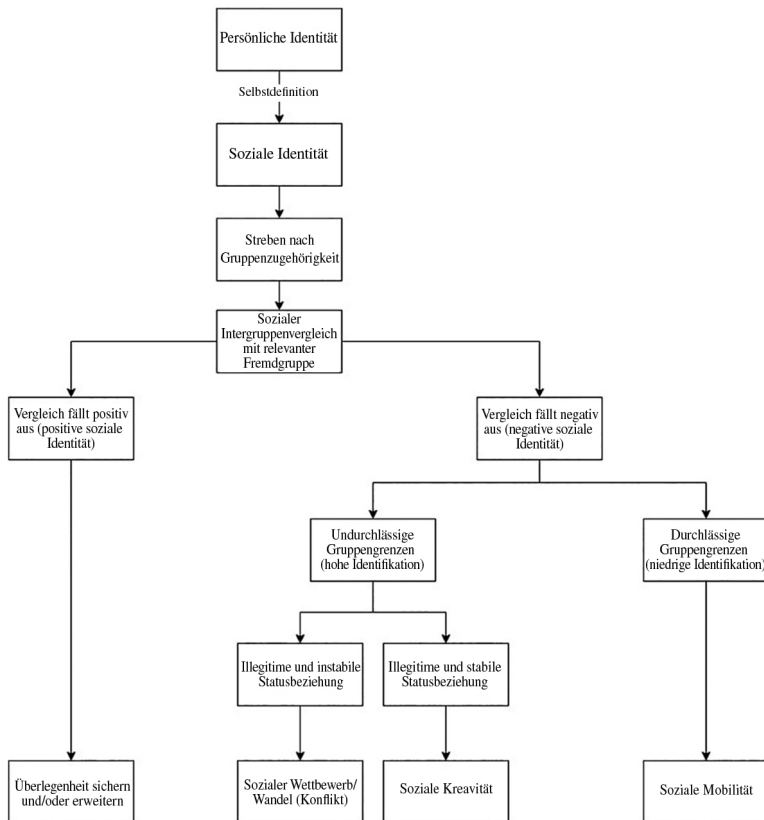 Persönliche Identität
Selbstdefinition
Soziale Identität
Streben nach
Gruppenzugehörigkeit
Sozialer
Intergruppenvergleich
mit relevanter
Fremdgruppe
Vergleich fällt positiv
aus (positive soziale
Identität)
Vergleich fällt negativ
aus (negative soziale
Identität)
Undurchlässige
Gruppengrenzen
(hohe Identifikation)
Durchlässige
Gruppengrenzen
(niedrige Identifikation)
Illegitime und instabile
Statusbeziehung
Illegitime und stabile
Statusbeziehung
Überlegenheit sichern
und/oder erweitern
Sozialer Wettbewerb/
Wandel (Konflikt)
Soziale Kreavität
Soziale Mobilität